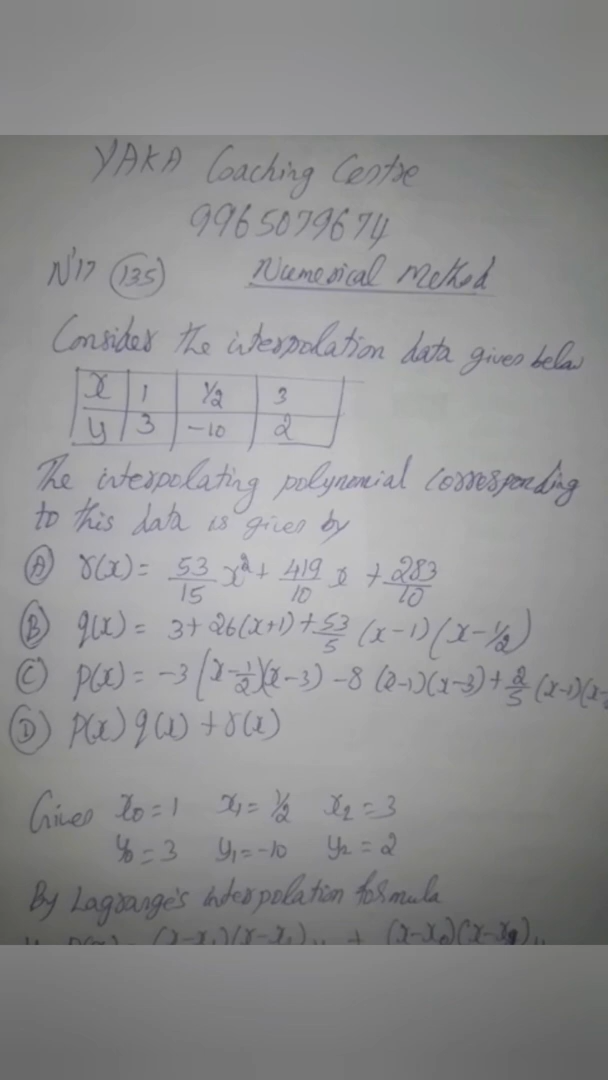 YAKA Coaching Centre
9965079674
N'17 (135) Numerical Method
Consider the interpolation data given below
x 1 1/2 3
y 3 -10 2
The interpolating polynomial corresponding
to this data is given by
(A) r(x) = 53/15 x² + 419/10 x + 283/10
(B) q(x) = 3+26(x+1)+53/5 (x-1)(x-1/2)
(C) p(x) = -3 (x-1/2)(x-3) -8 (x-1)(x-3)+2/5 (x-1)(x-
(D) p(x) q(x) + r(x)
Given x₀=1 x₁=1/2 x₂=3
y₀=3 y₁=-10 y₂=2
By Lagrange's interpolation formula